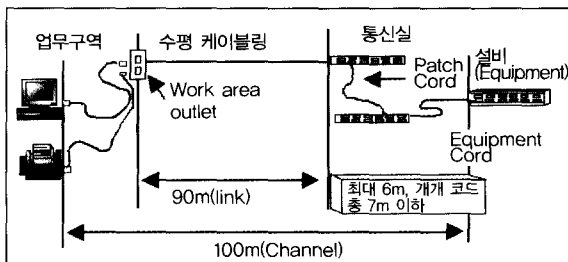 업무구역
수평 케이블링
통신실
설비
(Equipment)
Patch
Cord
Work area
outlet
Equipment
Cord
90m(link)
최대 6m, 개개 코드
총 7m 이하
100m(Channel)